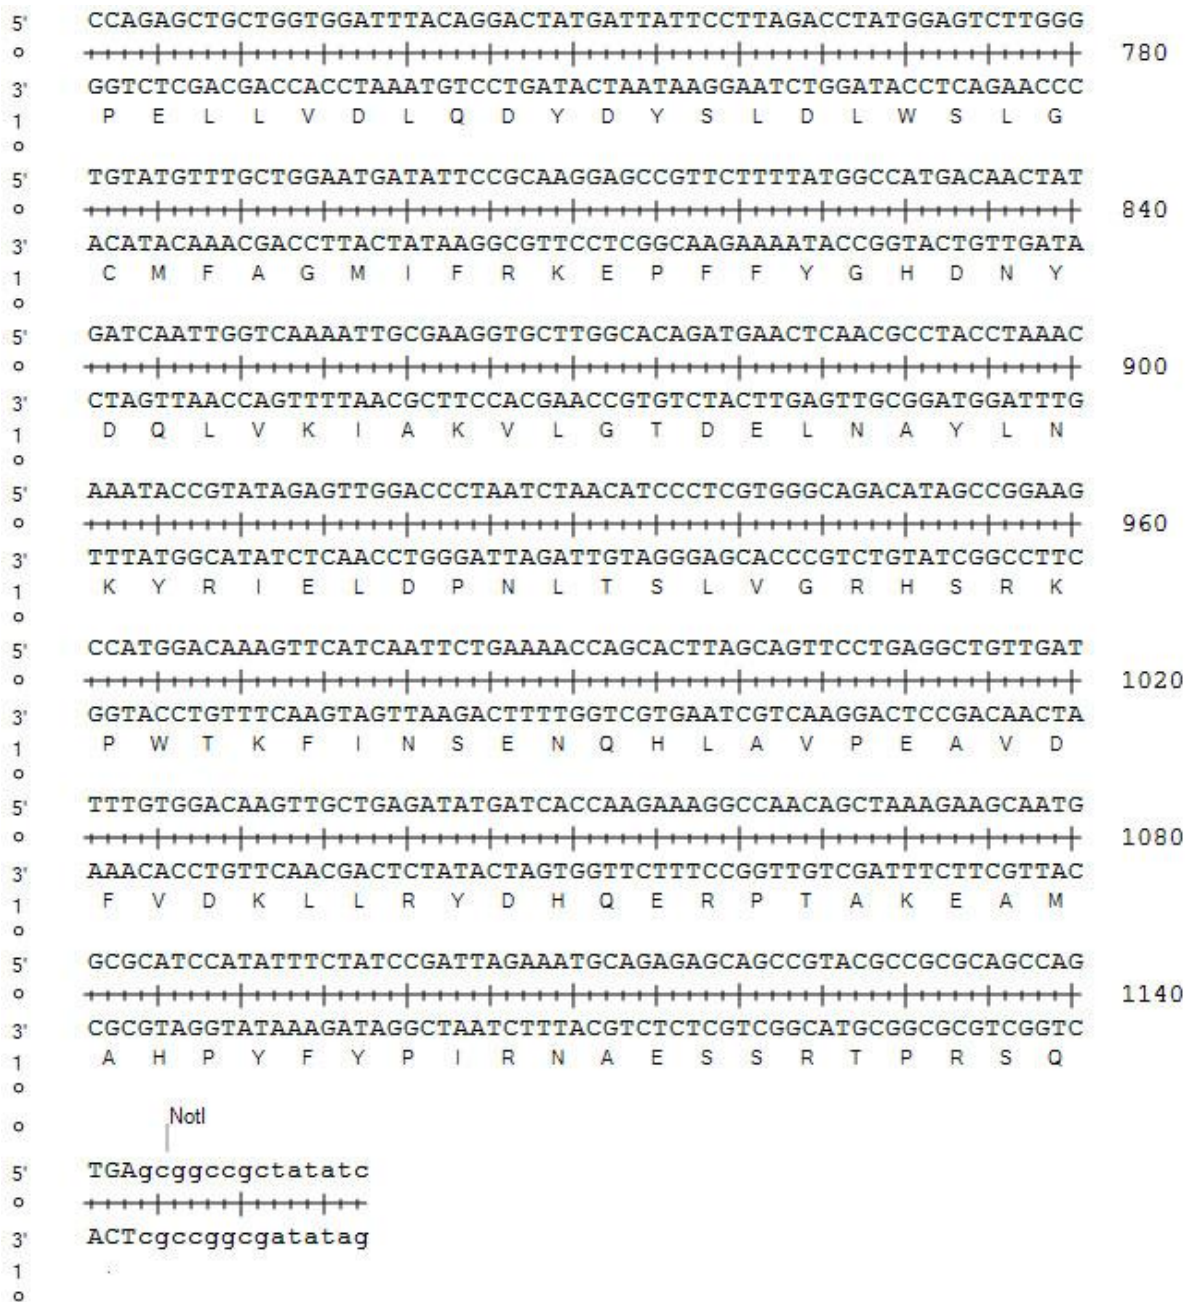 5' CCAGAGCTGCTGGTGGATTTACAGGACTATGATTATTCCTTAGACCTATGGAGTCTTGGG
o 780
3' GGTCTCGACGACCACCTAAATGTCCTGATACTAATAAGGAATCTGGATACCTCAGAACCC
1 P E L L V D L Q D Y D Y S L D L W S L G
o
5' TGTATGTTTGCTGGAATGATATTCCGCAAGGAGCCGTTCTTTTATGGCCATGACAACTAT
o 840
3' ACATACAAACGACCTTACTATAAGGCGTTCCTCGGCAAGAAAATACCGGTACTGTTGATA
1 C M F A G M I F R K E P F F Y G H D N Y
o
5' GATCAATTGGTCAAAATTGCGAAGGTGCTTGGCACAGATGAACTCAACGCCTACCTAAAC
o 900
3' CTAGTTAACCAGTTTTAACGCTTCCACGAACCGTGTCTACTTGAGTTGCGGATGGATTTG
1 D Q L V K I A K V L G T D E L N A Y L N
o
5' AAATACCGTATAGAGTTGGACCCTAATCTAACATCCCTCGTGGGCAGACATAGCCGGAAG
o 960
3' TTTATGGCATATCTCAACCTGGGATTAGATTGTAGGGAGCACCCGTCTGTATCGGCCTTC
1 K Y R I E L D P N L T S L V G R H S R K
o
5' CCATGGACAAAGTTCATCAATTCTGAAAACCAGCACTTAGCAGTTCCTGAGGCTGTTGAT
o 1020
3' GGTACCTGTTTCAAGTAGTTAAGACTTTTGGTCGTGAATCGTCAAGGACTCCGACAACTA
1 P W T K F I N S E N Q H L A V P E A V D
o
5' TTTGTGGACAAGTTGCTGAGATATGATCACCAAGAAAGGCCAACAGCTAAAGAAGCAATG
o 1080
3' AAACACCTGTTCAACGACTCTATACTAGTGGTTCTTTCCGGTTGTCGATTTCTTCGTTAC
1 F V D K L L R Y D H Q E R P T A K E A M
o
5' GCGCATCCATATTTCTATCCGATTAGAAATGCAGAGAGCAGCCGTACGCCGCGCAGCCAG
o 1140
3' CGCGTAGGTATAAAGATAGGCTAATCTTTACGTCTCTCGTCGGCATGCGGCGCGTCGGTC
1 A H P Y F Y P I R N A E S S R T P R S Q
o
o NotI
5' TGAgcggccgctatatc
o
3' ACTcgccggcgatatag
1 .
o